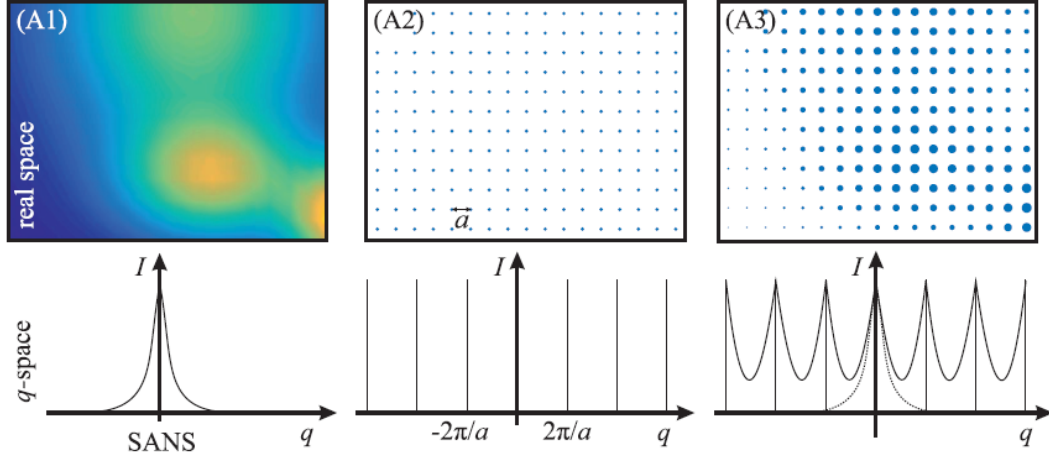 (A1)
real space
(A2)
a
(A3)
I
q-space
SANS
q
I
-2π/a
2π/a
q
I
q